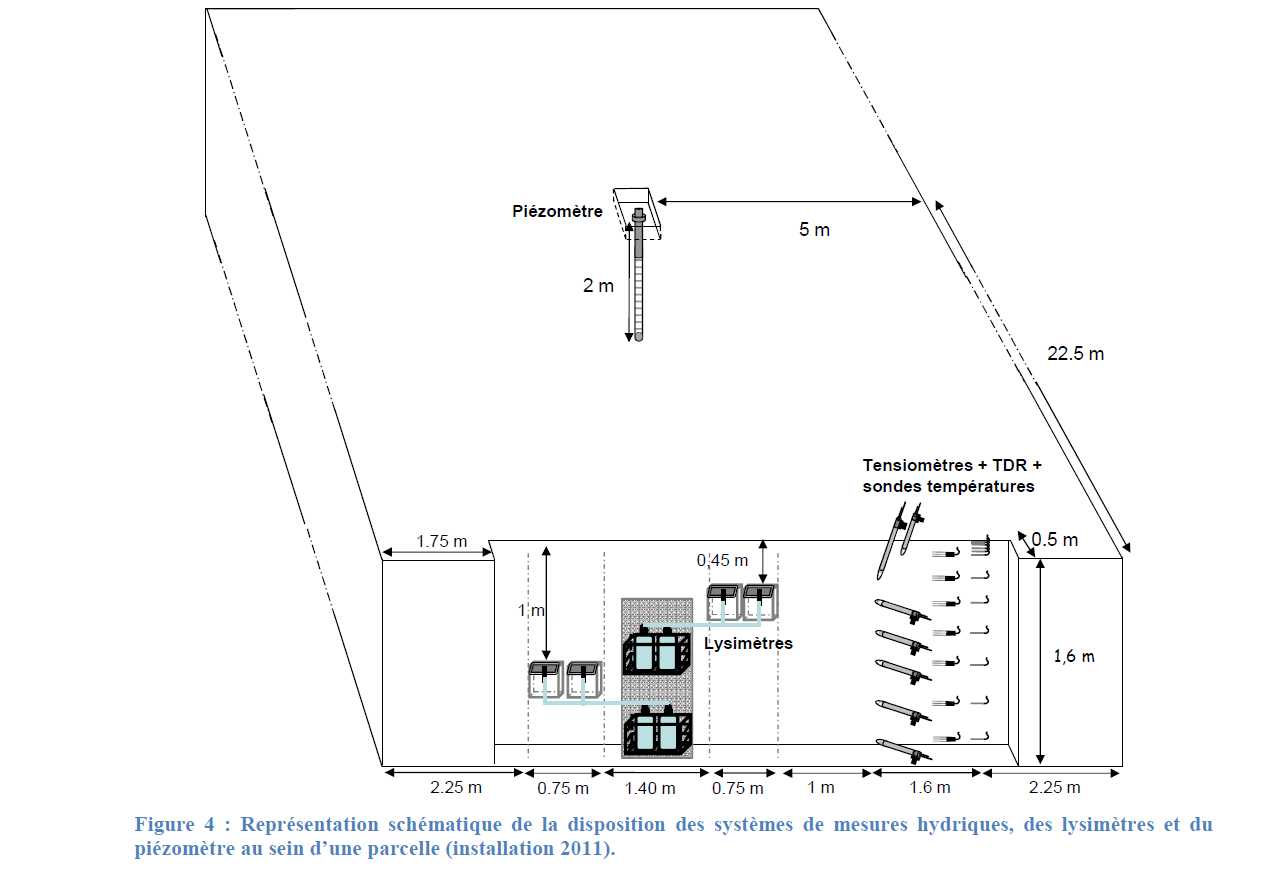 Piézomètre
5 m
2 m
22.5 m
Tensiomètres + TDR +
sondes températures
1.75 m
0.5 m
0,45 m
1 m
Lysimètres
1,6 m
2.25 m
0.75 m
1.40 m
0.75 m
1 m
1.6 m
2.25 m
Figure 4 : Représentation schématique de la disposition des systèmes de mesures hydriques, des lysimètres et du
piézomètre au sein d’une parcelle (installation 2011).